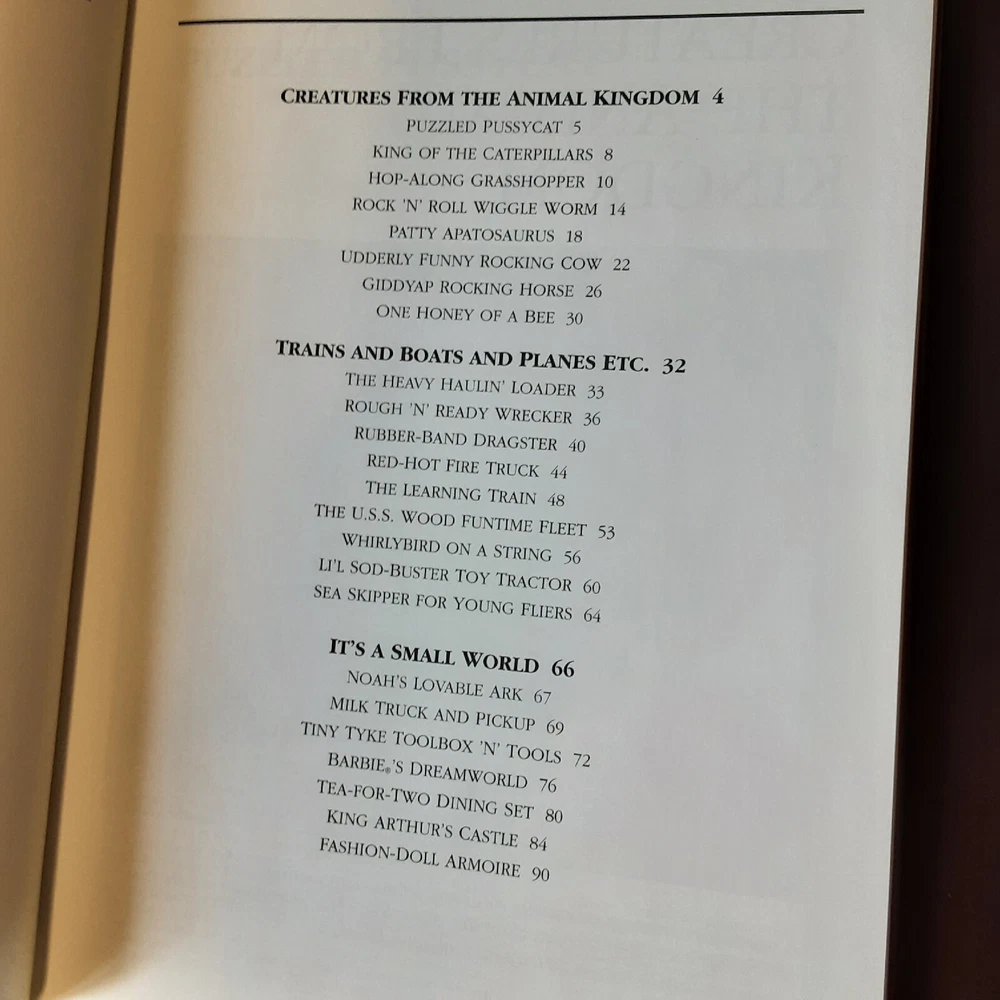 CREATURES FROM THE ANIMAL KINGDOM 4
PUZZLED PUSSYCAT 5
KING OF THE CATERPILLARS 8
HOP-ALONG GRASSHOPPER 10
ROCK 'N' ROLL WIGGLE WORM 14
PATTY APATOSAURUS 18
UDDERLY FUNNY ROCKING COW 22
GIDDYAP ROCKING HORSE 26
ONE HONEY OF A BEE 30
TRAINS AND BOATS AND PLANES ETC. 32
THE HEAVY HAULIN' LOADER 33
ROUGH 'N' READY WRECKER 36
RUBBER-BAND DRAGSTER 40
RED-HOT FIRE TRUCK 44
THE LEARNING TRAIN 48
THE U.S.S. WOOD FUNTIME FLEET 53
WHIRLYBIRD ON A STRING 56
LI'L SOD-BUSTER TOY TRACTOR 60
SEA SKIPPER FOR YOUNG FLIERS 64
IT'S A SMALL WORLD 66
NOAH'S LOVABLE ARK 67
MILK TRUCK AND PICKUP 69
TINY TYKE TOOLBOX 'N' TOOLS 72
BARBIE®'S DREAMWORLD 76
TEA-FOR-TWO DINING SET 80
KING ARTHUR'S CASTLE 84
FASHION-DOLL ARMOIRE 90